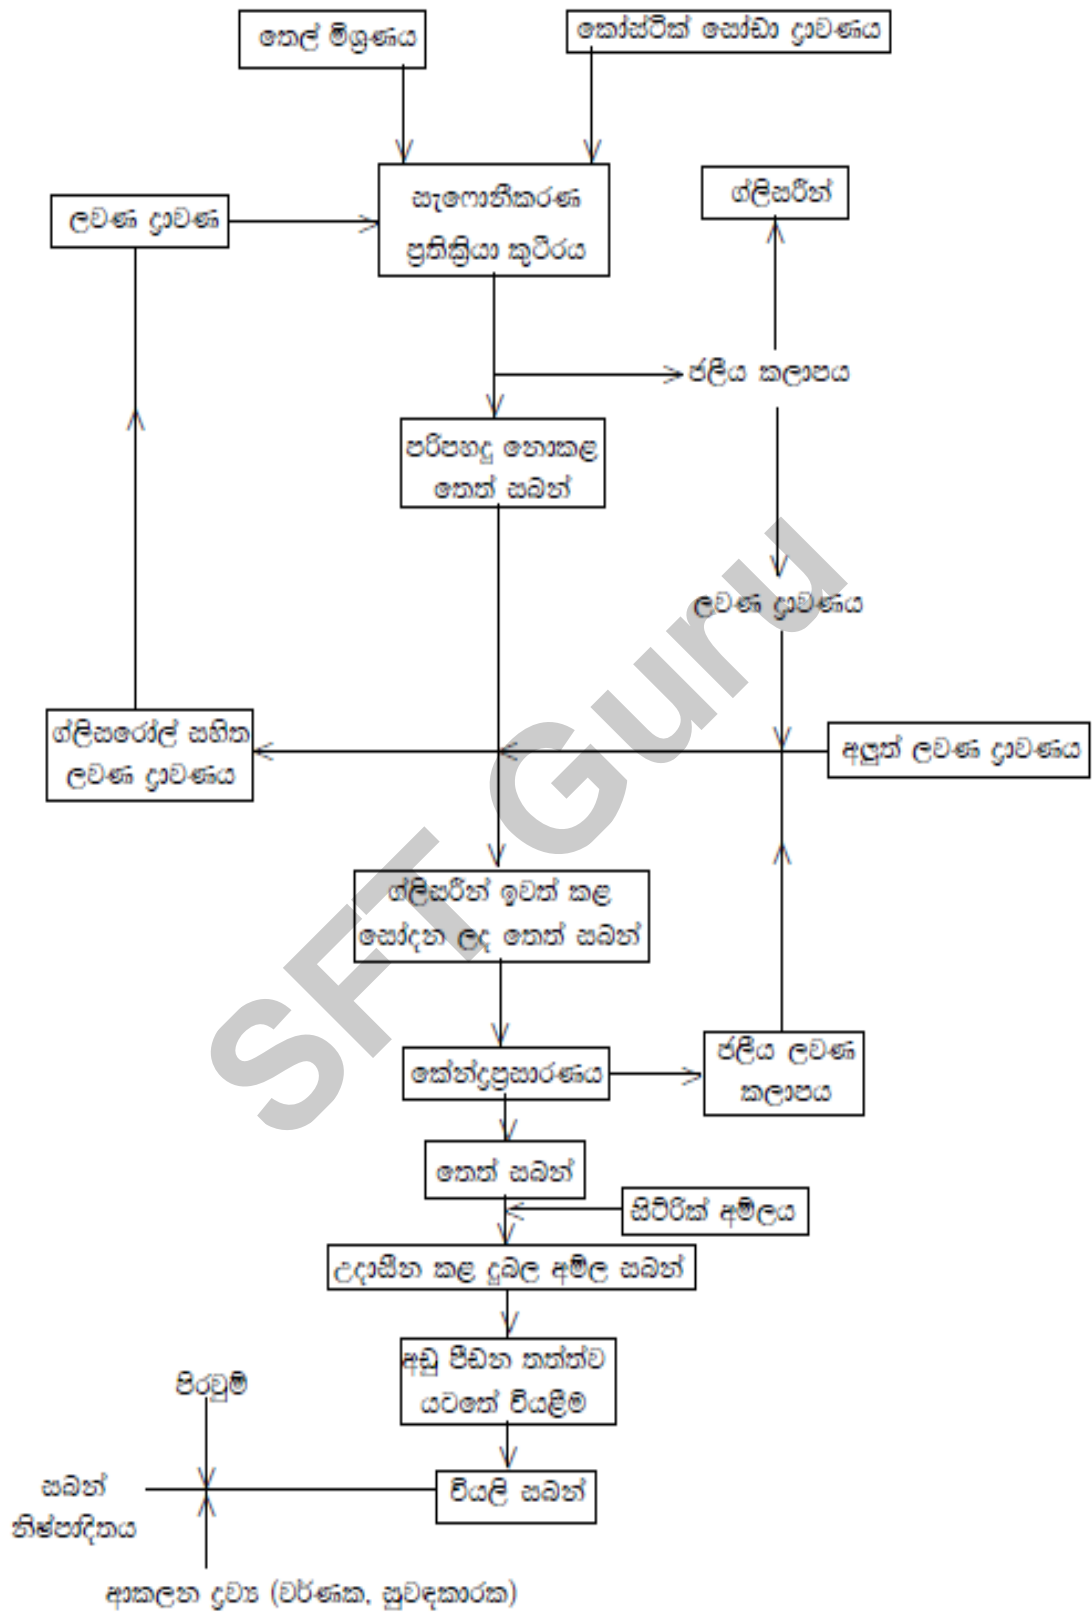 තෙල් මිශ්‍රණය
කෝස්ටික් සෝඩා ද්‍රාවණය
සැෆොනීකරණ
ප්‍රතික්‍රියා කුටීරය
ග්ලිසරීන්
ලවණ ද්‍රාවණ
ජලීය කලාපය
පරිපහදු නොකළ
තෙත් සබන්
ලවණ ද්‍රාවණය
ග්ලිසරෝල් සහිත
ලවණ ද්‍රාවණය
අලුත් ලවණ ද්‍රාවණය
ග්ලිසරීන් ඉවත් කළ
සෝදන ලද තෙත් සබන්
කේන්ද්‍රප්‍රසාරණය
ජලීය ලවණ
කලාපය
තෙත් සබන්
සිට්රික් අම්ලය
උදාසීන කළ දුබල අම්ල සබන්
අඩු පීඩන තත්ත්ව
යටතේ වියළීම
පිරවුම්
වියලි සබන්
සබන්
නිෂ්පාදිතය
ආකලන ද්‍රව්‍ය (වර්ණක, සුවඳකාරක)
SFT Guru